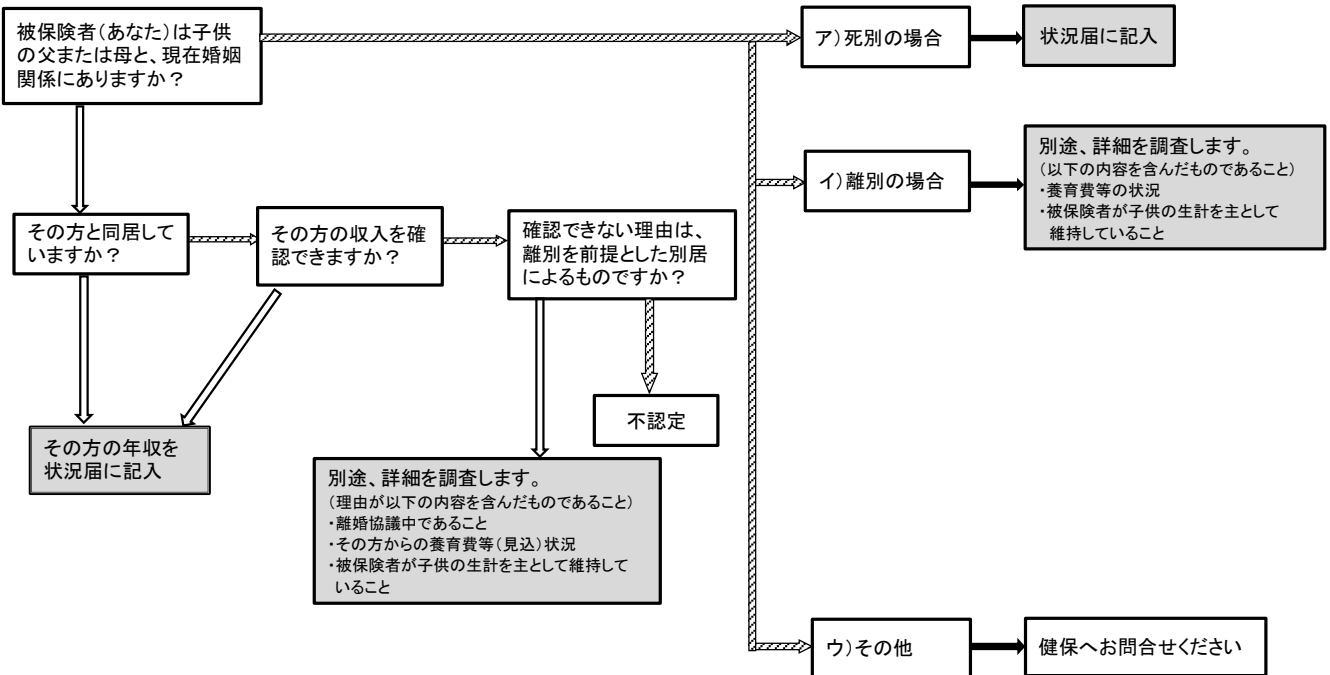 被保険者(あなた)は子供
の父または母と、現在婚姻
関係にありますか?
ア)死別の場合
状況届に記入
イ)離別の場合
別途、詳細を調査します。
(以下の内容を含んだものであること)
・養育費等の状況
・被保険者が子供の生計を主として
維持していること
その方と同居して
いますか?
その方の収入を確
認できますか?
確認できない理由は、
離別を前提とした別居
によるものですか?
不認定
その方の年収を
状況届に記入
別途、詳細を調査します。
(理由が以下の内容を含んだものであること)
・離婚協議中であること
・その方からの養育費等(見込)状況
・被保険者が子供の生計を主として維持して
いること
ウ)その他
健保へお問合せください